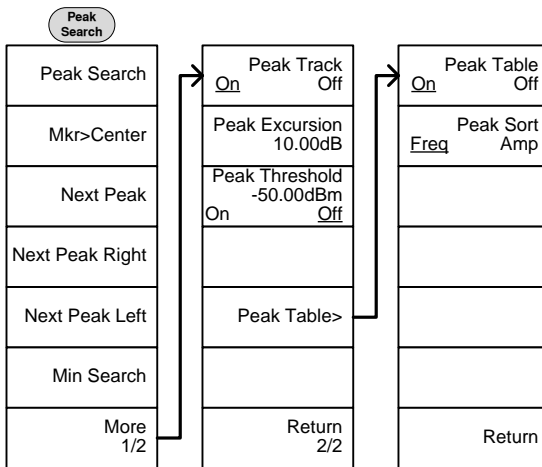 Peak
Search
Peak Search
Mkr>Center
Next Peak
Next Peak Right
Next Peak Left
Min Search
More
1/2
Peak Track
On Off
Peak Excursion
10.00dB
Peak Threshold
-50.00dBm
On Off
Peak Table>
Return
2/2
Peak Table
On Off
Peak Sort
Freq Amp
Return